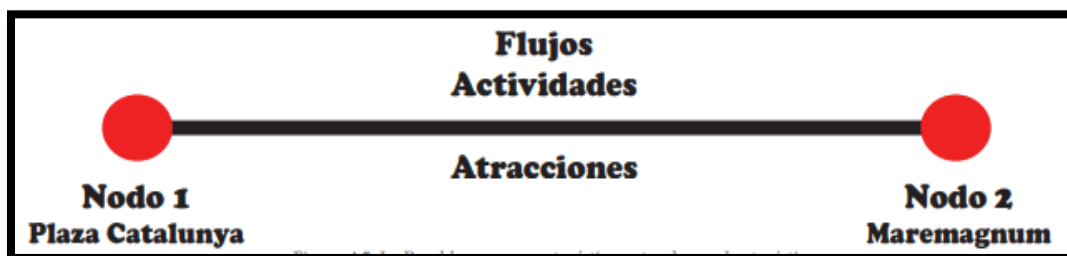 Flujos
Actividades
Atracciones
Nodo 1
Plaza Catalunya
Nodo 2
Maremagnum